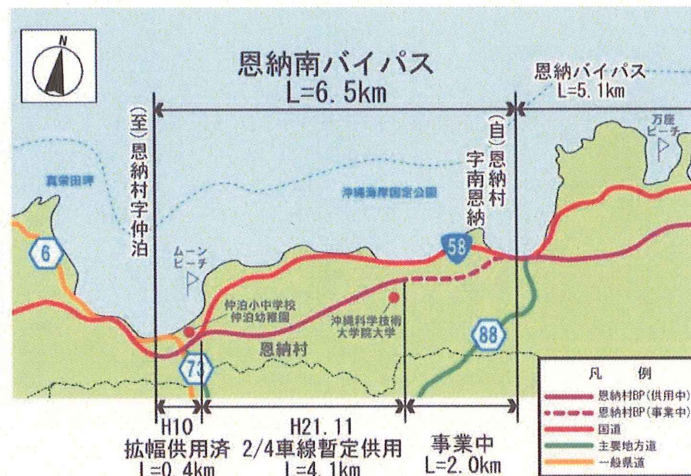 N
恩納南バイパス
L=6.5km
恩納バイパス
L=5.1km
(至)恩納村字仲泊
(自)恩納村
字南恩納
万座
ビーチ
真栄田岬
沖縄海岸国定公園
6
ムーン
ビーチ
58
仲泊小中学校
仲泊幼稚園
沖縄科学技術
大学院大学
恩納村
73
88
H10
拡幅供用済
L=0.4km
H21.11
2/4車線暫定供用
L=4.1km
事業中
L=2.0km
凡 例
恩納村BP(供用中)
恩納村BP(事業中)
国道
主要地方道
一般県道